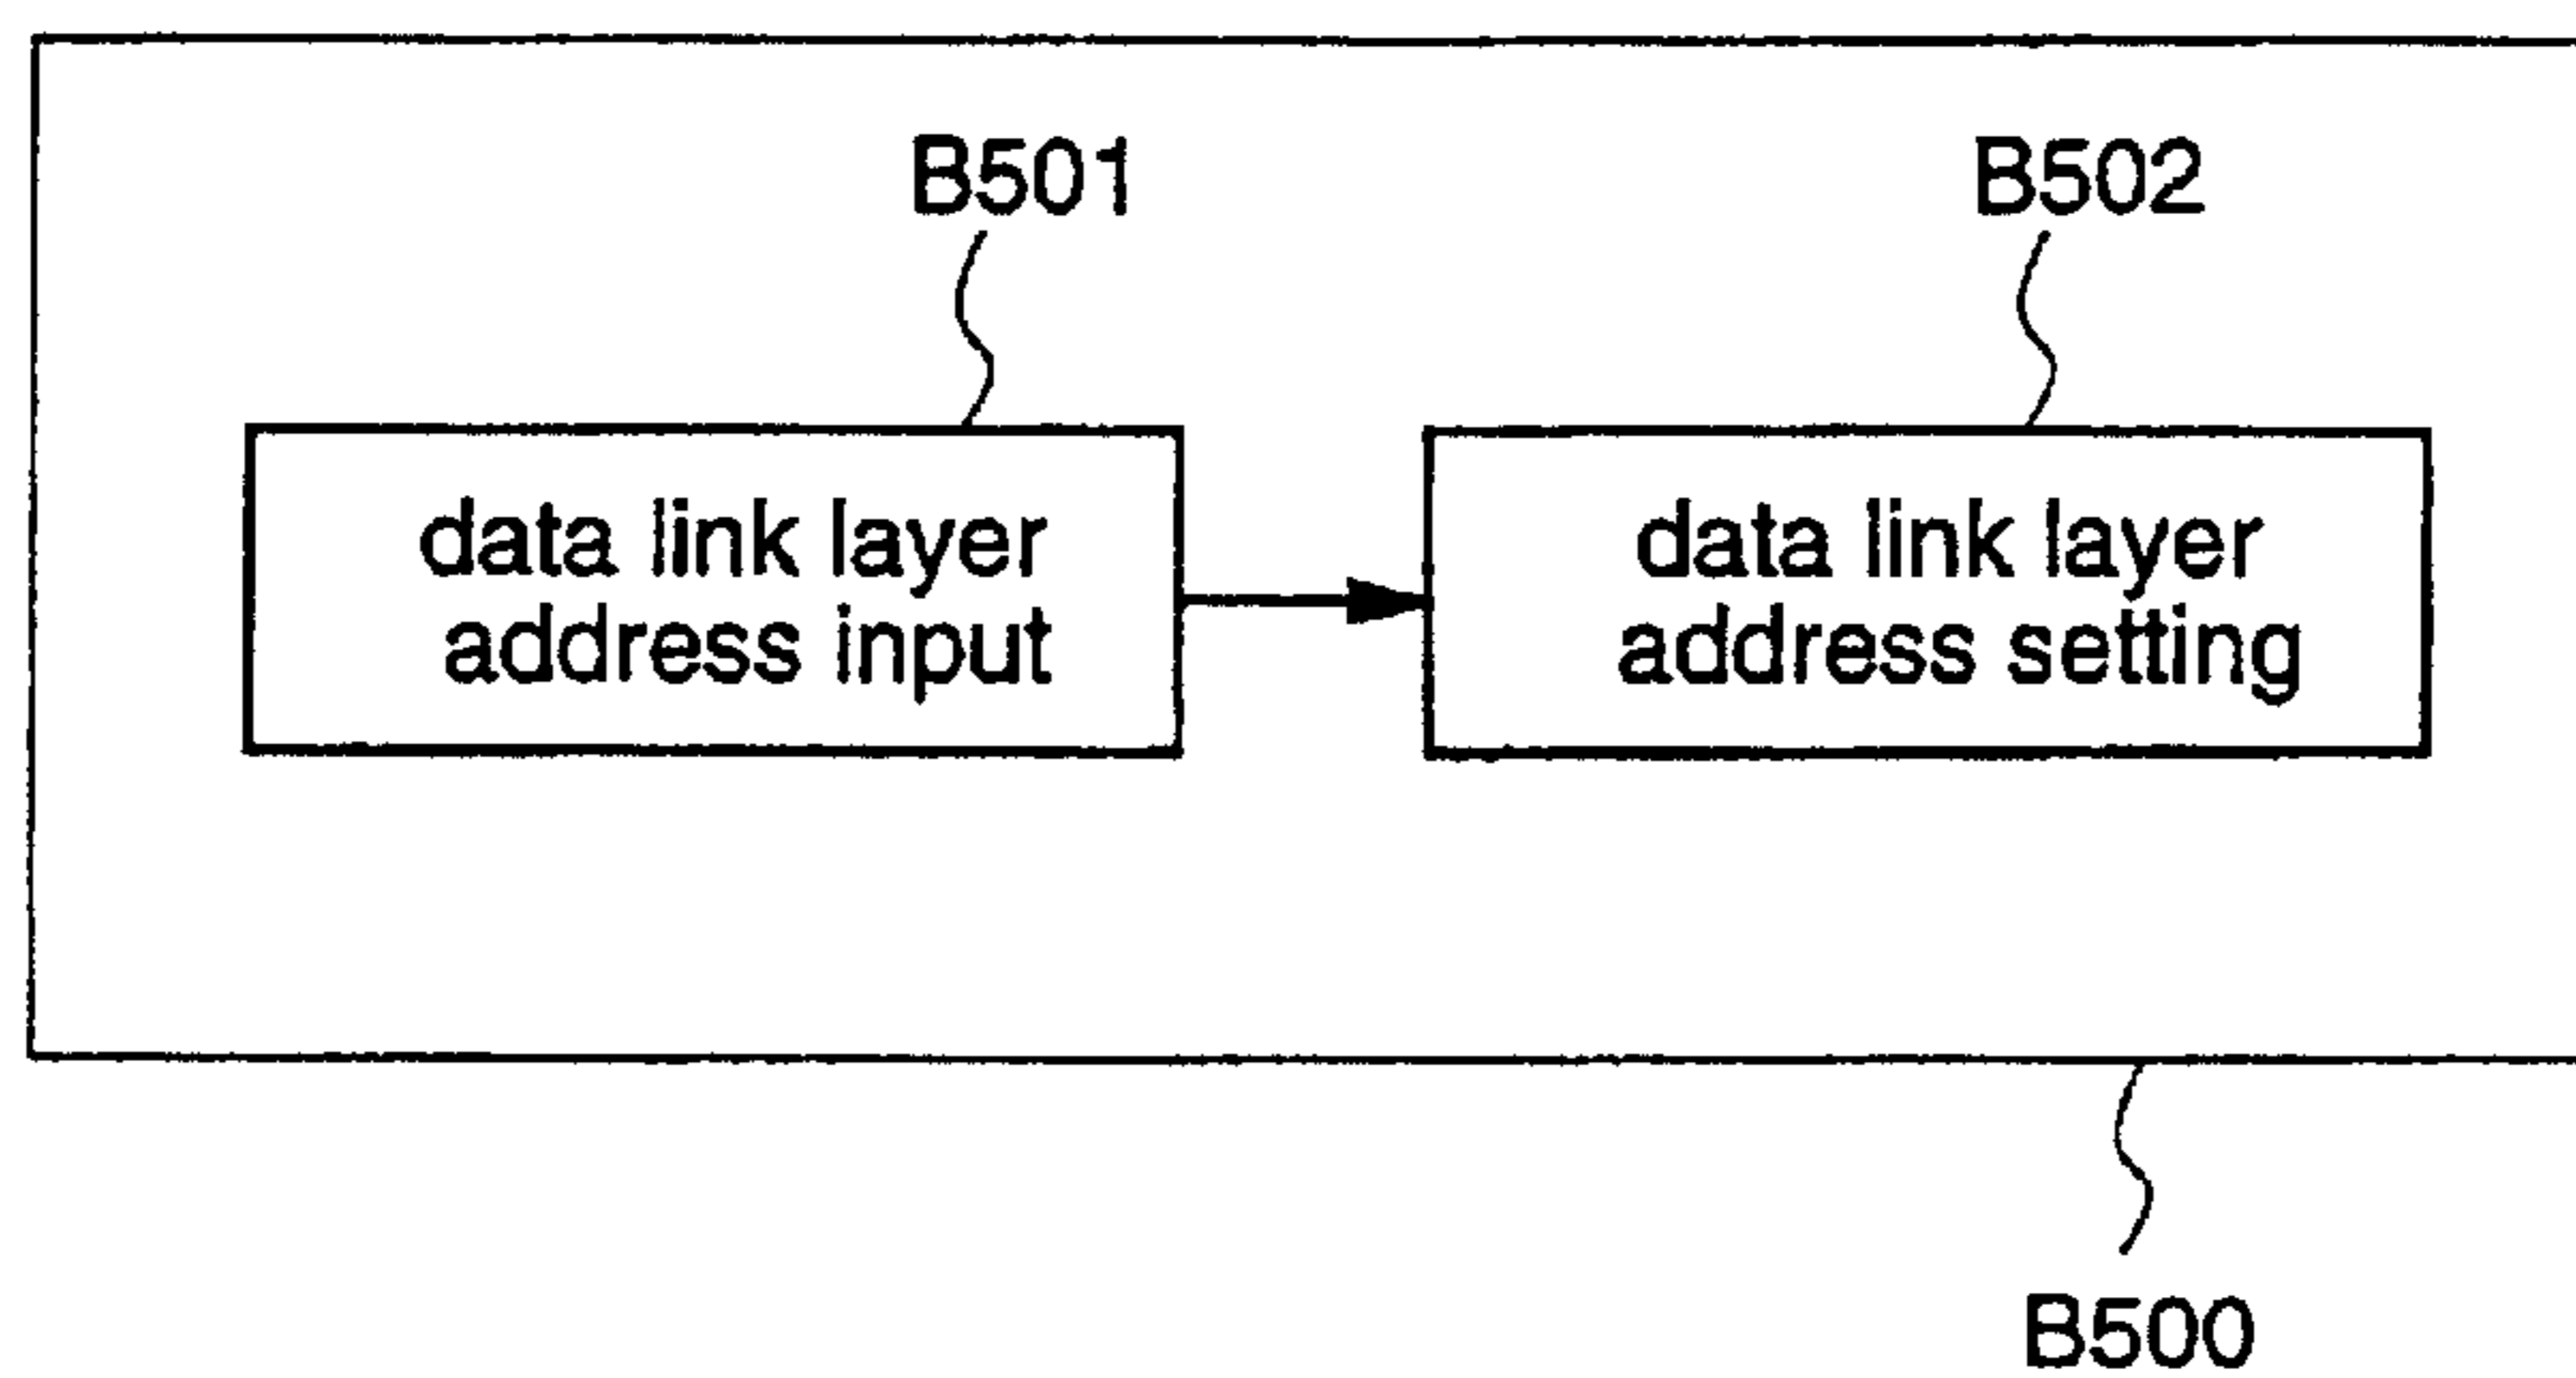 B501
B502
data link layer
address input
data link layer
address setting
B500